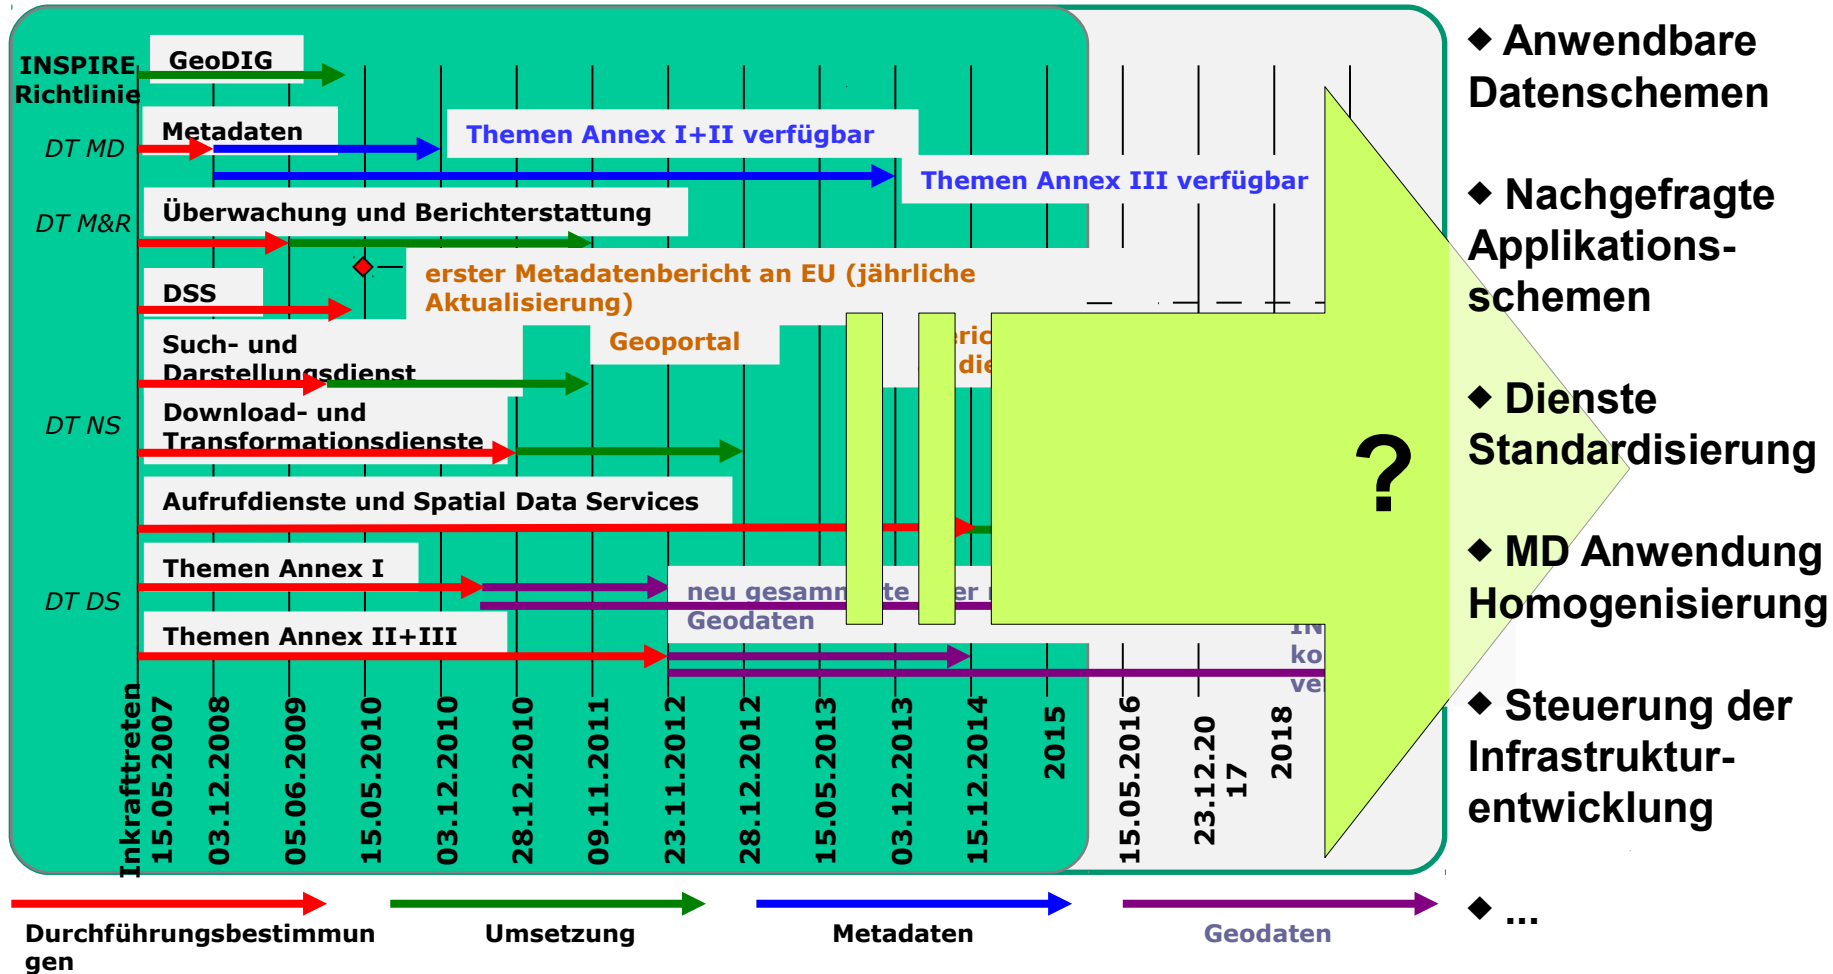 INSPIRE
Richtlinie
GeoDIG
DT MD
Metadaten
Themen Annex I+II verfügbar
Themen Annex III verfügbar
DT M&R
Überwachung und Berichterstattung
erster Metadatenbericht an EU (jährliche
Aktualisierung)
DSS
Such- und
Darstellungsdienst
Geoportal
DT NS
Download- und
Transformationsdienste
Aufrufdienste und Spatial Data Services
DT DS
Themen Annex I
neu
Geodaten
Themen Annex II+III
?
Inkrafttreten
15.05.2007
03.12.2008
05.06.2009
15.05.2010
03.12.2010
28.12.2010
09.11.2011
23.11.2012
28.12.2012
15.05.2013
03.12.2013
15.12.2014
2015
15.05.2016
23.12.20
17
2018
Durchführungsbestimmun
gen
Umsetzung
Metadaten
Geodaten
◆ Anwendbare
Datenschemen
◆ Nachgefragte
Applikations-
schemen
◆ Dienste
Standardisierung
◆ MD Anwendung
Homogenisierung
◆ Steuerung der
Infrastruktur-
entwicklung
◆ ...